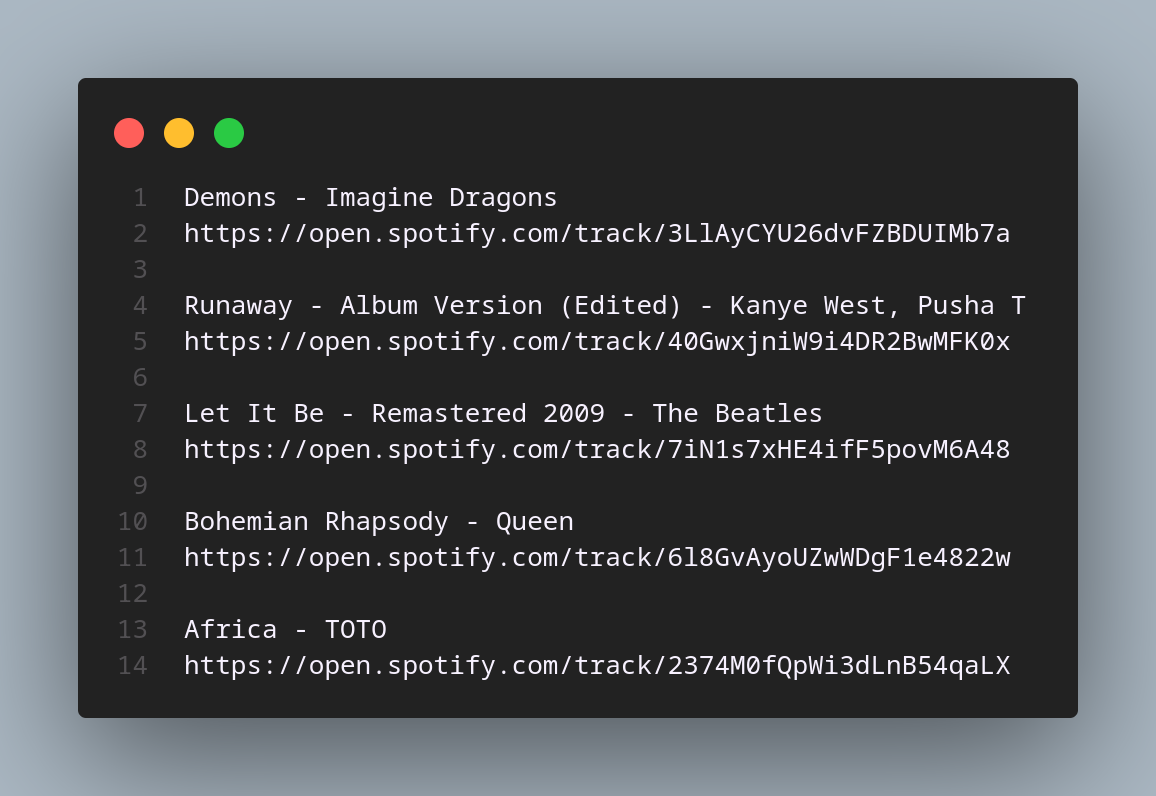 1 Demons - Imagine Dragons
2 https://open.spotify.com/track/3LlAyCYU26dvFZBDUIMb7a
3
4 Runaway - Album Version (Edited) - Kanye West, Pusha T
5 https://open.spotify.com/track/40GwxjniW9i4DR2BwMFK0x
6
7 Let It Be - Remastered 2009 - The Beatles
8 https://open.spotify.com/track/7iN1s7xHE4ifF5povM6A48
9
10 Bohemian Rhapsody - Queen
11 https://open.spotify.com/track/6l8GvAyoUZwWDgF1e4822w
12
13 Africa - TOTO
14 https://open.spotify.com/track/2374M0fQpWi3dLnB54qaLX